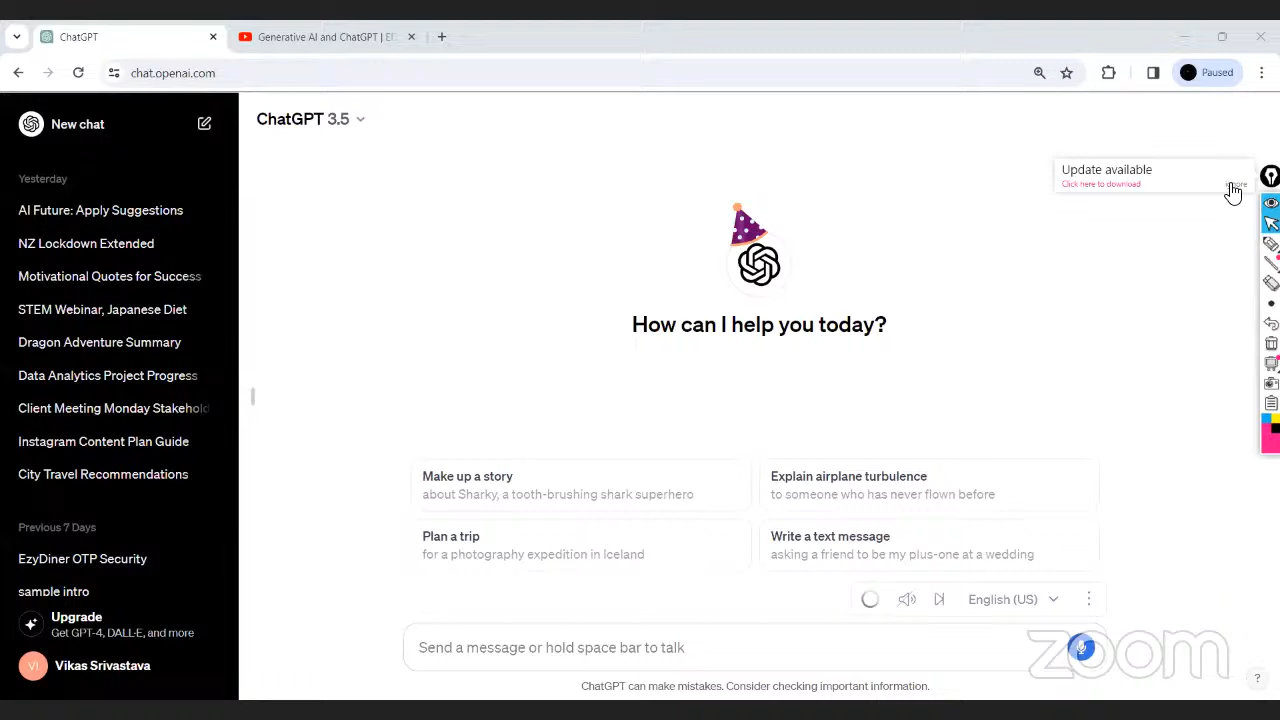 ChatGPT
Generative AI and ChatGPT | El
chat.openai.com
Paused
New chat
ChatGPT 3.5
Yesterday
AI Future: Apply Suggestions
NZ Lockdown Extended
Motivational Quotes for Success
STEM Webinar, Japanese Diet
Dragon Adventure Summary
Data Analytics Project Progress
Client Meeting Monday Stakehold
Instagram Content Plan Guide
City Travel Recommendations
Previous 7 Days
EzyDiner OTP Security
sample intro
Upgrade
Get GPT-4, DALL·E, and more
VI
Vikas Srivastava
Update available
Click here to download
How can I help you today?
Make up a story
about Sharky, a tooth-brushing shark superhero
Explain airplane turbulence
to someone who has never flown before
Plan a trip
for a photography expedition in Iceland
Write a text message
asking a friend to be my plus-one at a wedding
English (US)
Send a message or hold space bar to talk
zoom
ChatGPT can make mistakes. Consider checking important information.
?